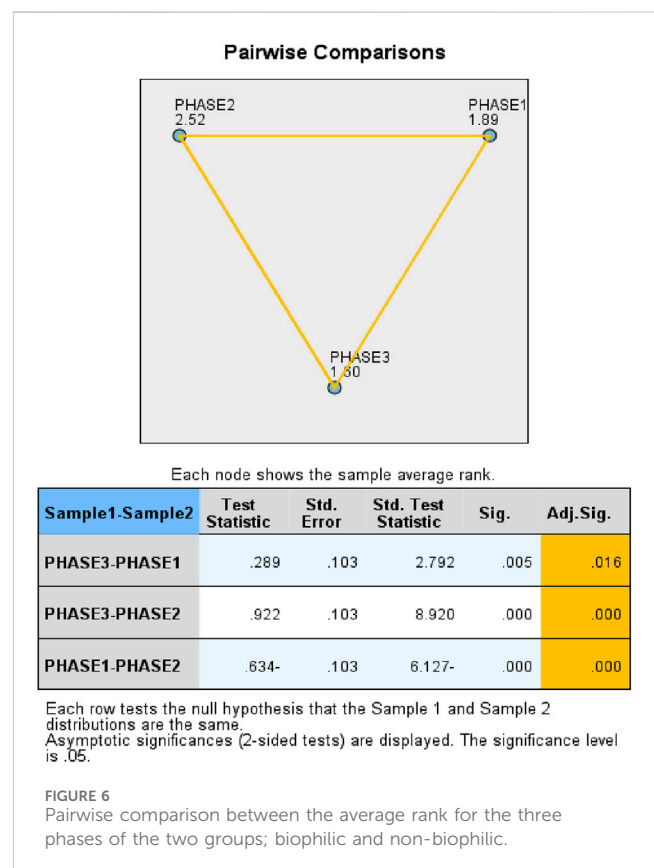 Pairwise Comparisons
PHASE2
2.52
PHASE1
1.89
PHASE3
1.60
Each node shows the sample average rank.
Sample1-Sample2 Test Statistic Std. Error Std. Test Statistic Sig. Adj.Sig.
PHASE3-PHASE1 .289 .103 2.792 .005 .016
PHASE3-PHASE2 .922 .103 8.920 .000 .000
PHASE1-PHASE2 .634- .103 6.127- .000 .000
Each row tests the null hypothesis that the Sample 1 and Sample 2
distributions are the same.
Asymptotic significances (2-sided tests) are displayed. The significance level
is .05.
FIGURE 6
Pairwise comparison between the average rank for the three
phases of the two groups; biophilic and non-biophilic.